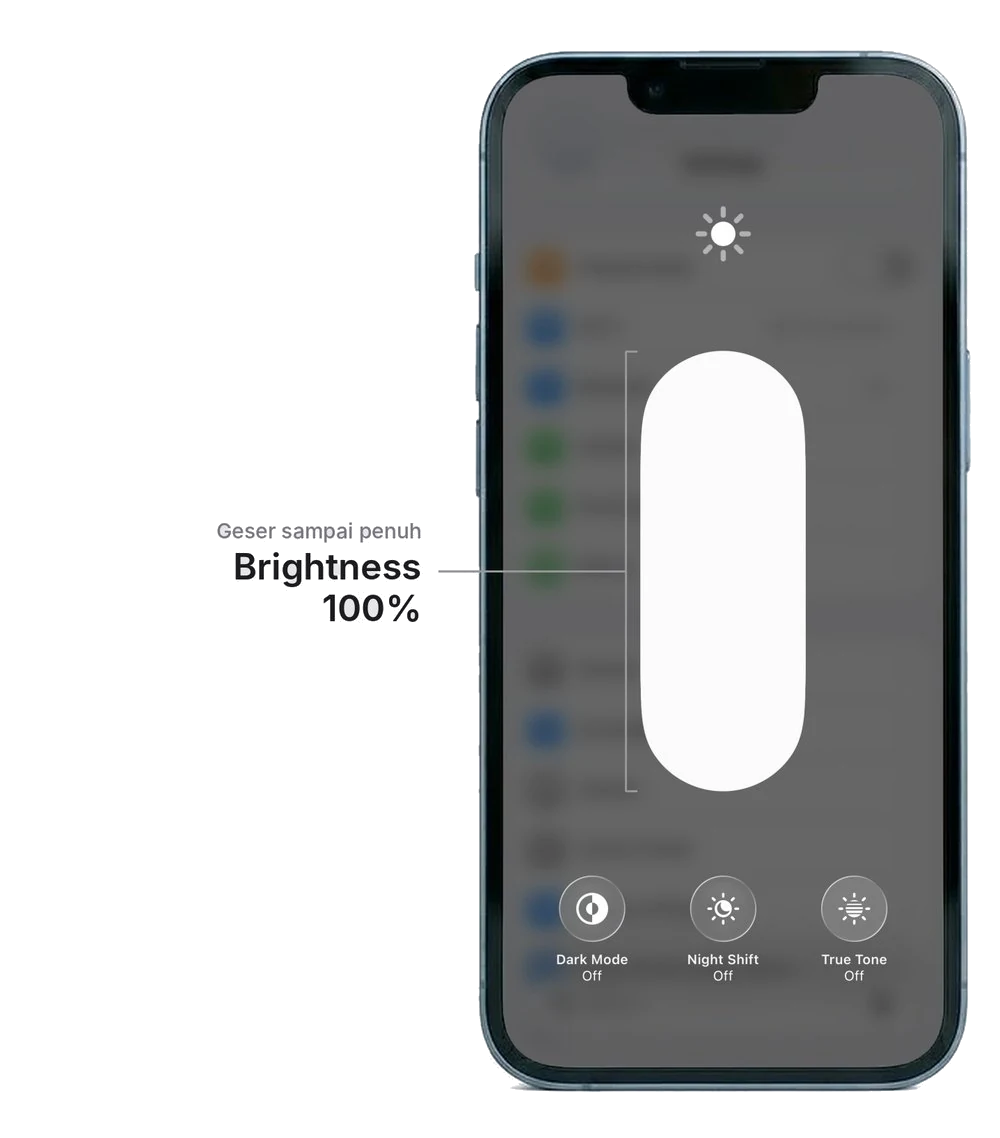 Geser sampai penuh
Brightness
100%
Dark Mode
Off
Night Shift
Off
True Tone
Off